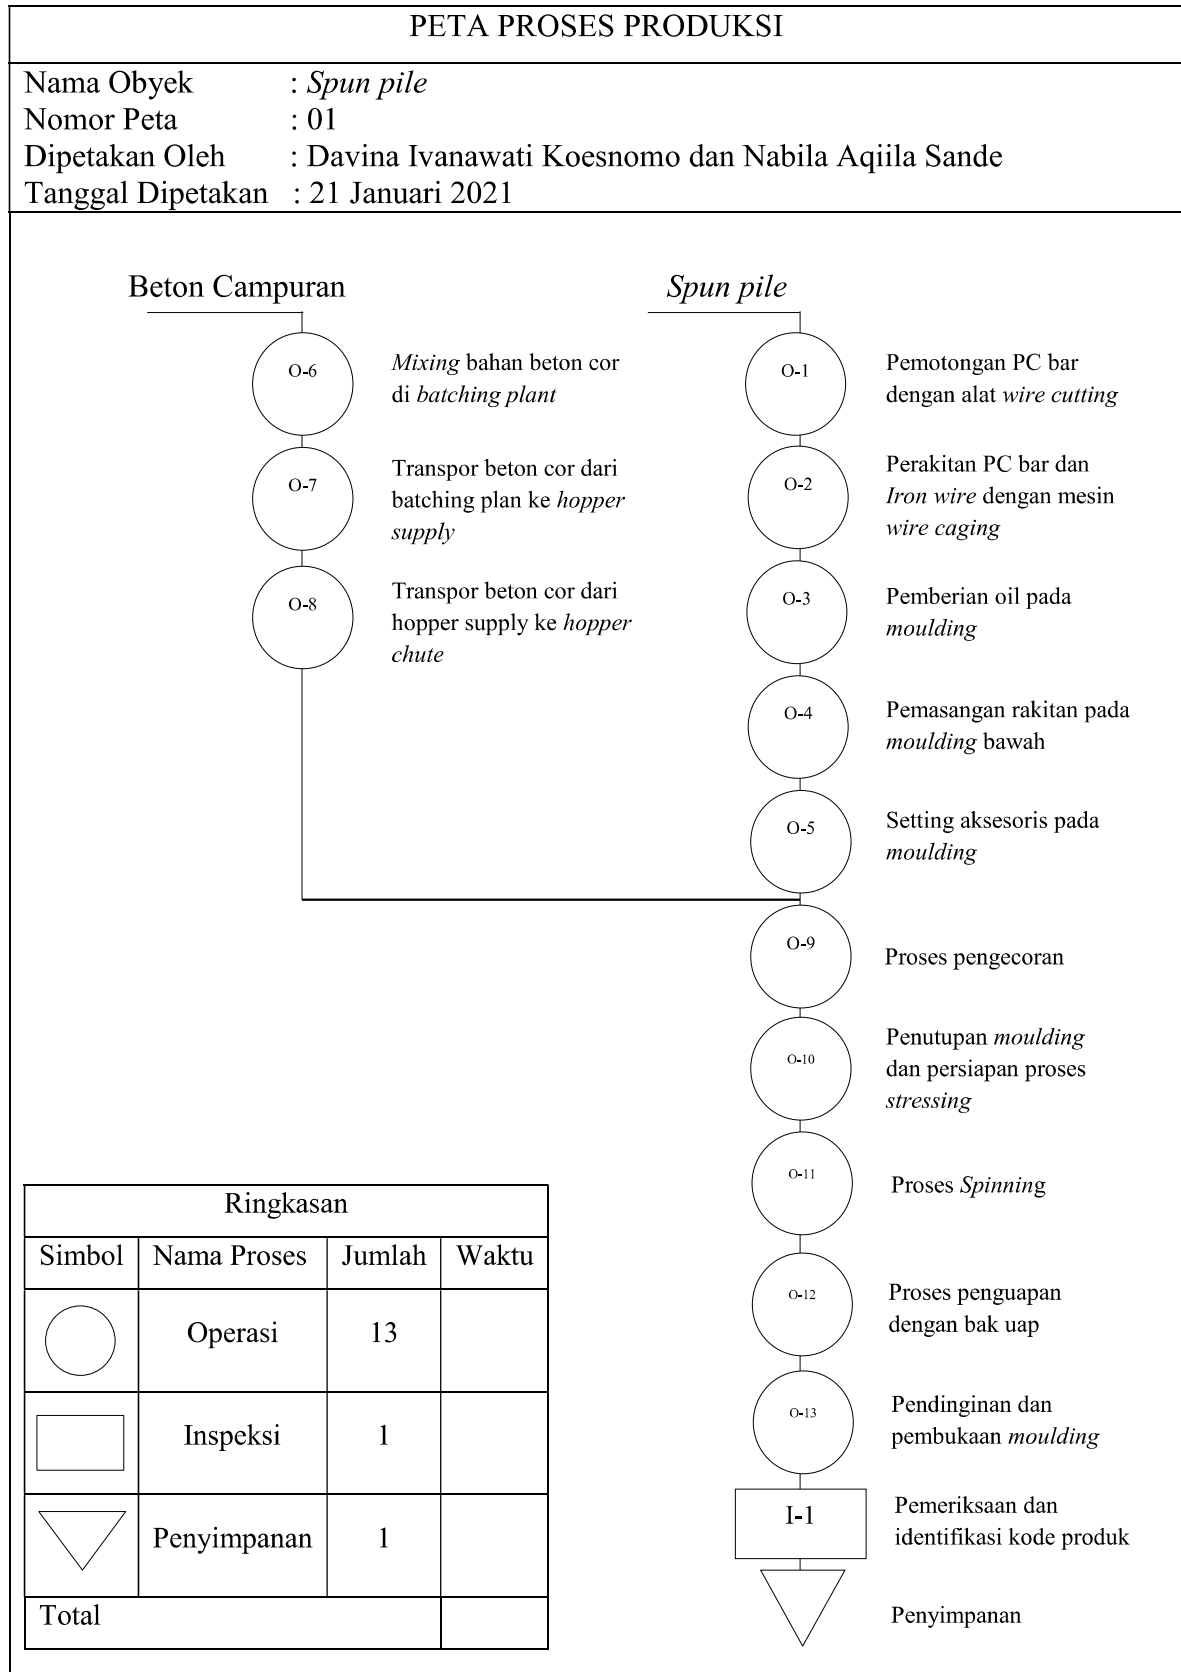 PETA PROSES PRODUKSI
Nama Obyek : Spun pile
Nomor Peta : 01
Dipetakan Oleh : Davina Ivanawati Koesnomo dan Nabila Aqiila Sande
Tanggal Dipetakan : 21 Januari 2021
Beton Campuran
O-6
Mixing bahan beton cor
di batching plant
O-7
Transpor beton cor dari
batching plan ke hopper
supply
O-8
Transpor beton cor dari
hopper supply ke hopper
chute
Spun pile
O-1
Pemotongan PC bar
dengan alat wire cutting
O-2
Perakitan PC bar dan
Iron wire dengan mesin
wire caging
O-3
Pemberian oil pada
moulding
O-4
Pemasangan rakitan pada
moulding bawah
O-5
Setting aksesoris pada
moulding
O-9
Proses pengecoran
O-10
Penutupan moulding
dan persiapan proses
stressing
O-11
Proses Spinning
O-12
Proses penguapan
dengan bak uap
O-13
Pendinginan dan
pembukaan moulding
I-1
Pemeriksaan dan
identifikasi kode produk
Penyimpanan
Ringkasan
Simbol Nama Proses Jumlah Waktu
Operasi 13
Inspeksi 1
Penyimpanan 1
Total